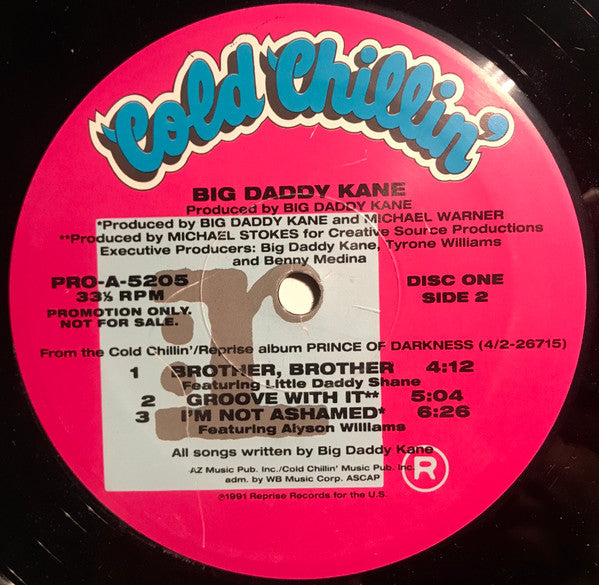 Cold Chillin'
BIG DADDY KANE
Produced by BIG DADDY KANE
*Produced by BIG DADDY KANE and MICHAEL WARNER
**Produced by MICHAEL STOKES for Creative Source Productions
Executive Producers: Big Daddy Kane, Tyrone Williams
and Benny Medina
PRO-A-5205
33⅓ RPM
PROMOTION ONLY.
NOT FOR SALE.
DISC ONE
SIDE 2
From the Cold Chillin'/Reprise album PRINCE OF DARKNESS (4/2-26715)
1 BROTHER, BROTHER 4:12
Featuring Little Daddy Shane
2 GROOVE WITH IT** 5:04
3 I'M NOT ASHAMED* 6:26
Featuring Alyson Williams
All songs written by Big Daddy Kane
AZ Music Pub. Inc./Cold Chillin' Music Pub. Inc.
adm. by WB Music Corp. ASCAP
R
℗1991 Reprise Records for the U.S.